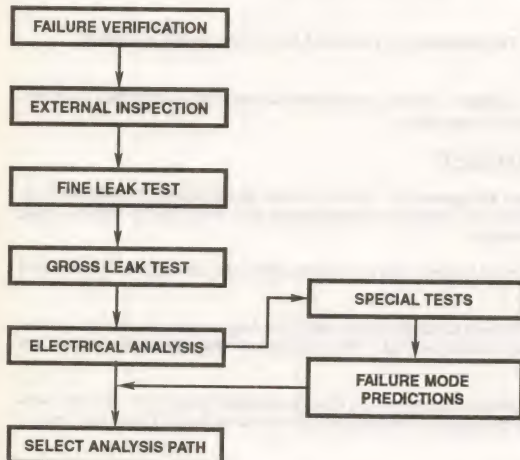 FAILURE VERIFICATION
EXTERNAL INSPECTION
FINE LEAK TEST
GROSS LEAK TEST
ELECTRICAL ANALYSIS
SPECIAL TESTS
FAILURE MODE
PREDICTIONS
SELECT ANALYSIS PATH